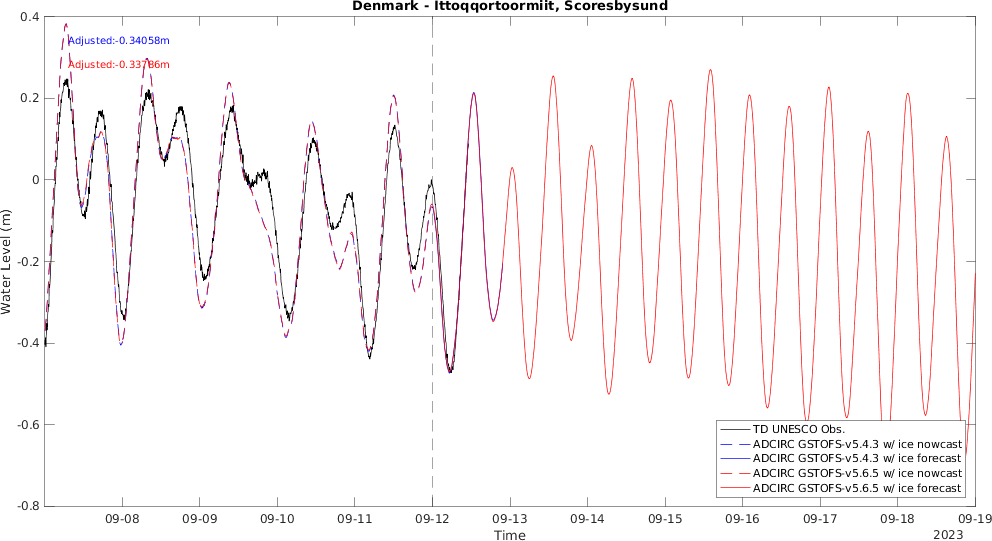 Denmark - Ittoqqortoormiit, Scoresbysund
Adjusted:-0.34058m
Adjusted:-0.33786m
0.4
0.2
0
-0.2
-0.4
-0.6
-0.8
Water Level (m)
TD UNESCO Obs.
ADCIRC GSTOFS-v5.4.3 w/ ice nowcast
ADCIRC GSTOFS-v5.4.3 w/ ice forecast
ADCIRC GSTOFS-v5.6.5 w/ ice nowcast
ADCIRC GSTOFS-v5.6.5 w/ ice forecast
09-08 09-09 09-10 09-11 09-12 09-13 09-14 09-15 09-16 09-17 09-18 09-19
Time
2023